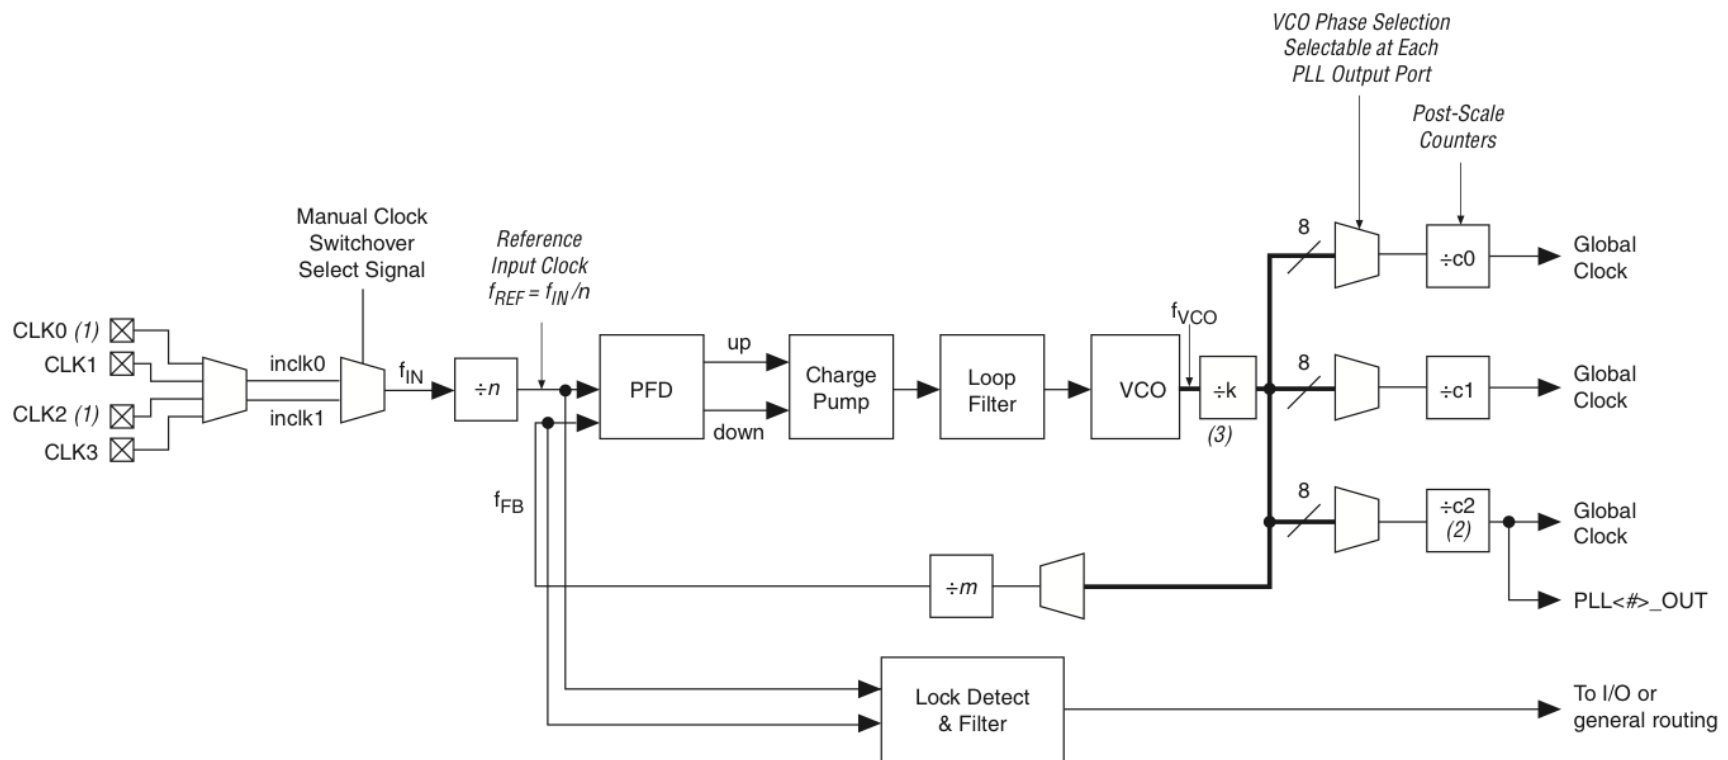 VCO Phase Selection
Selectable at Each
PLL Output Port
Post-Scale
Counters
Manual Clock
Switchover
Select Signal
Reference
Input Clock
fREF = fIN /n
8
÷c0
Global
Clock
CLK0 (1)
CLK1
CLK2 (1)
CLK3
inclk0
inclk1
fIN
÷n
PFD
up
down
Charge
Pump
Loop
Filter
VCO
fVCO
÷k
(3)
8
÷c1
Global
Clock
fFB
8
÷c2
(2)
Global
Clock
÷m
PLL<#>_OUT
Lock Detect
& Filter
To I/O or
general routing